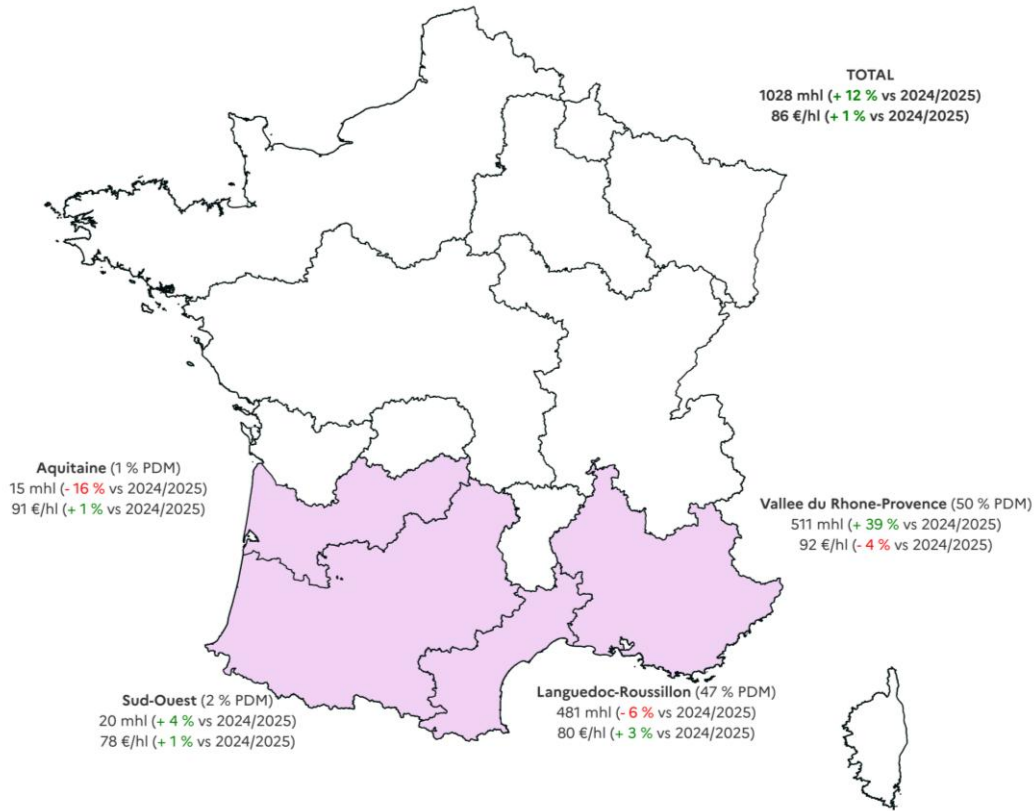 TOTAL
1028 mhl (+ 12 % vs 2024/2025)
86 €/hl (+ 1 % vs 2024/2025)
Aquitaine (1 % PDM)
15 mhl (- 16 % vs 2024/2025)
91 €/hl (+ 1 % vs 2024/2025)
Vallee du Rhone-Provence (50 % PDM)
511 mhl (+ 39 % vs 2024/2025)
92 €/hl (- 4 % vs 2024/2025)
Sud-Ouest (2 % PDM)
20 mhl (+ 4 % vs 2024/2025)
78 €/hl (+ 1 % vs 2024/2025)
Languedoc-Roussillon (47 % PDM)
481 mhl (- 6 % vs 2024/2025)
80 €/hl (+ 3 % vs 2024/2025)